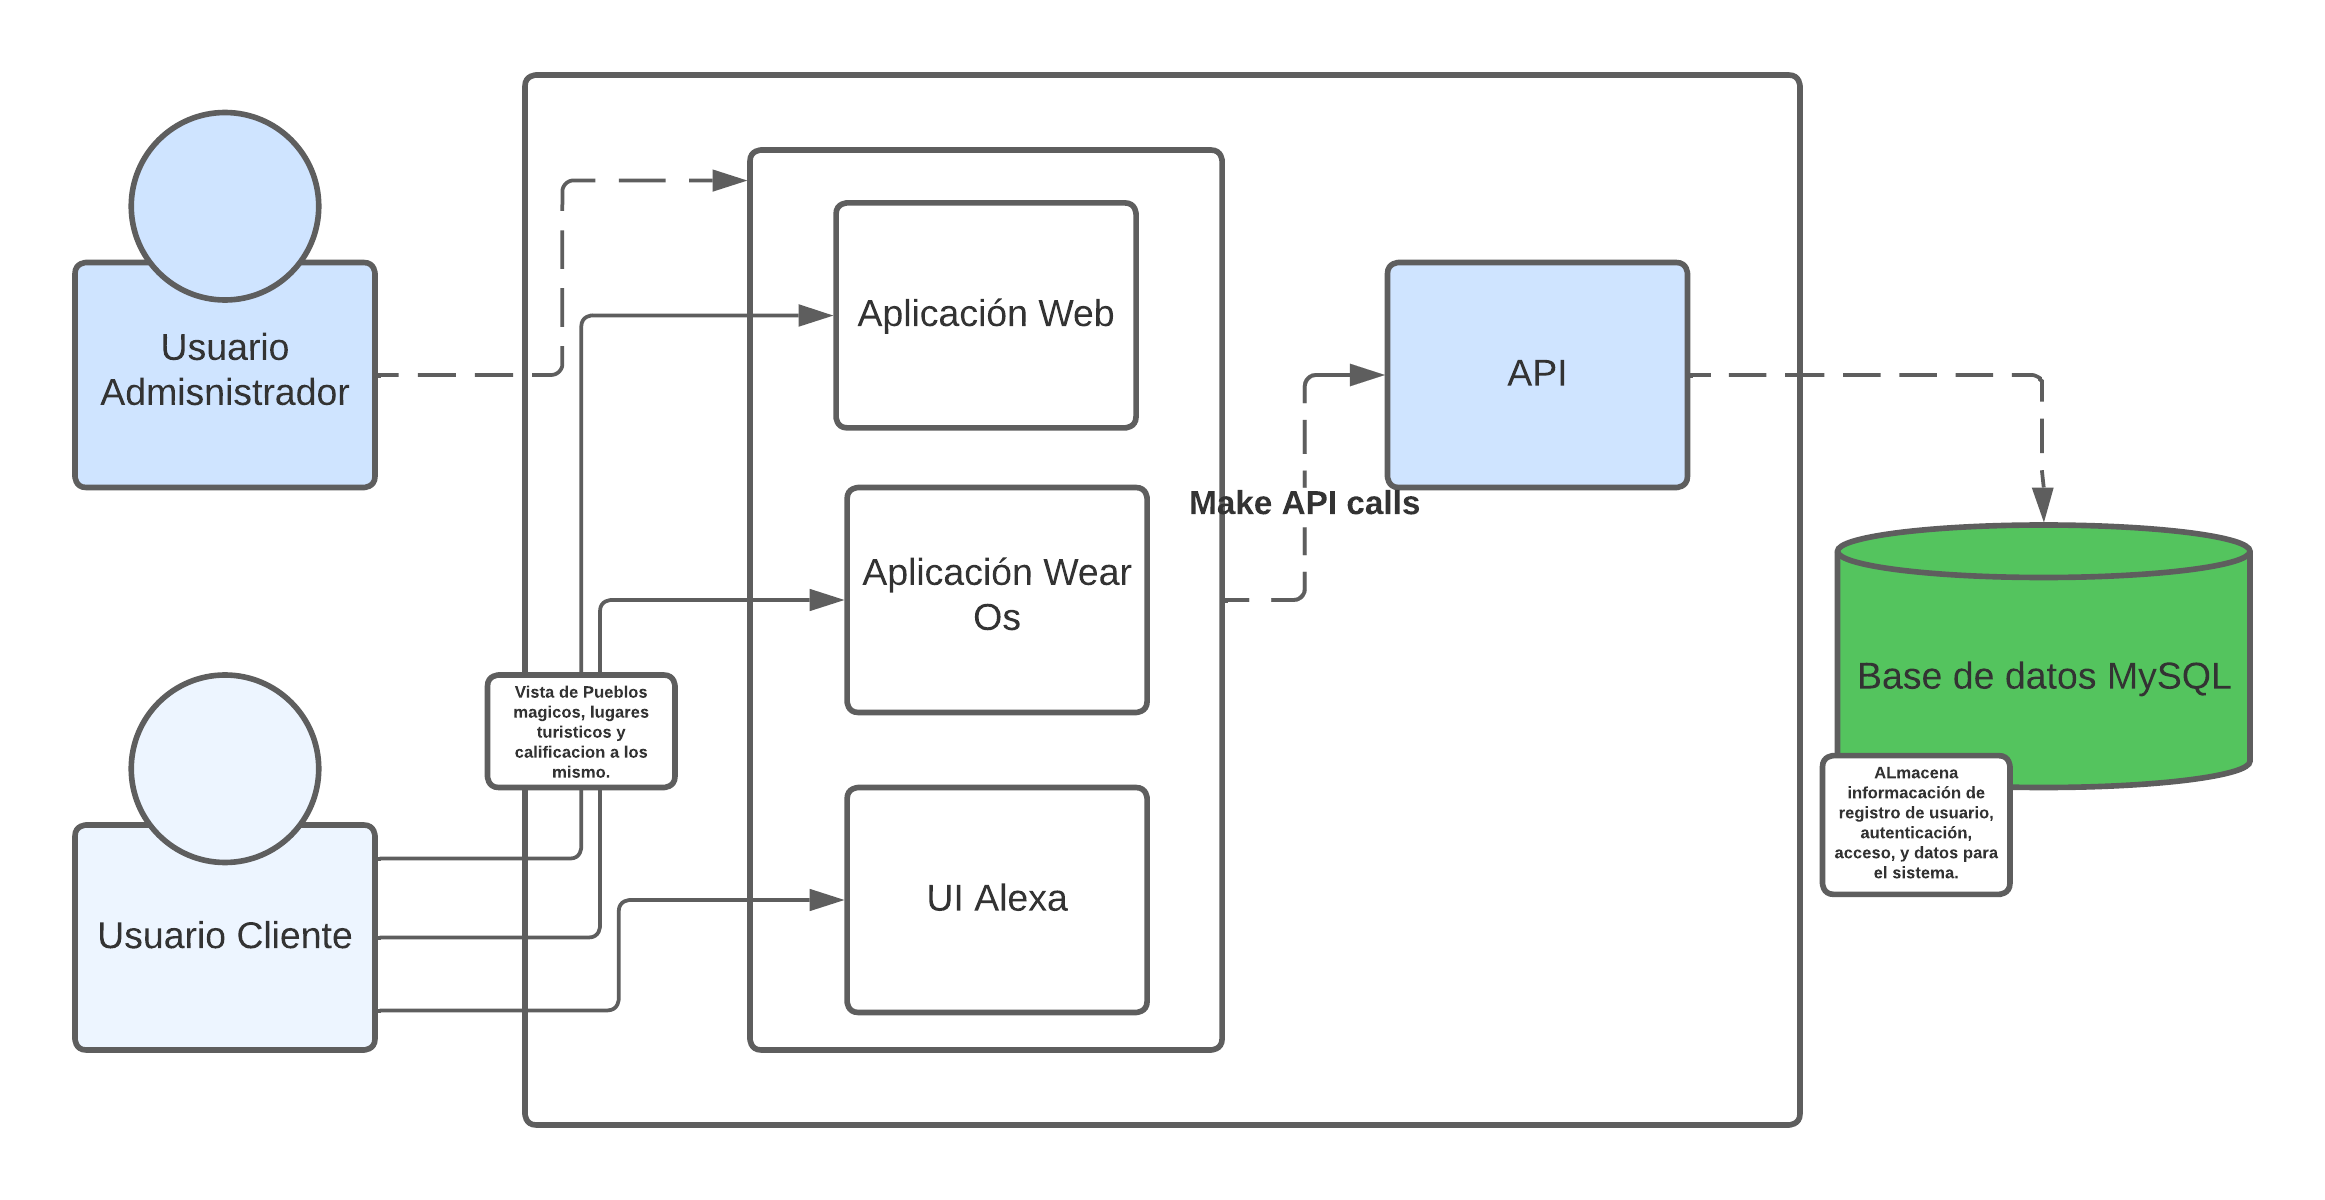 Usuario
Admisnistrador
Aplicación Web
API
Make API calls
Aplicación Wear
Os
Vista de Pueblos
magicos, lugares
turisticos y
calificacion a los
mismo.
Base de datos MySQL
ALmacena
informacación de
registro de usuario,
autenticación,
acceso, y datos para
el sistema.
Usuario Cliente
UI Alexa